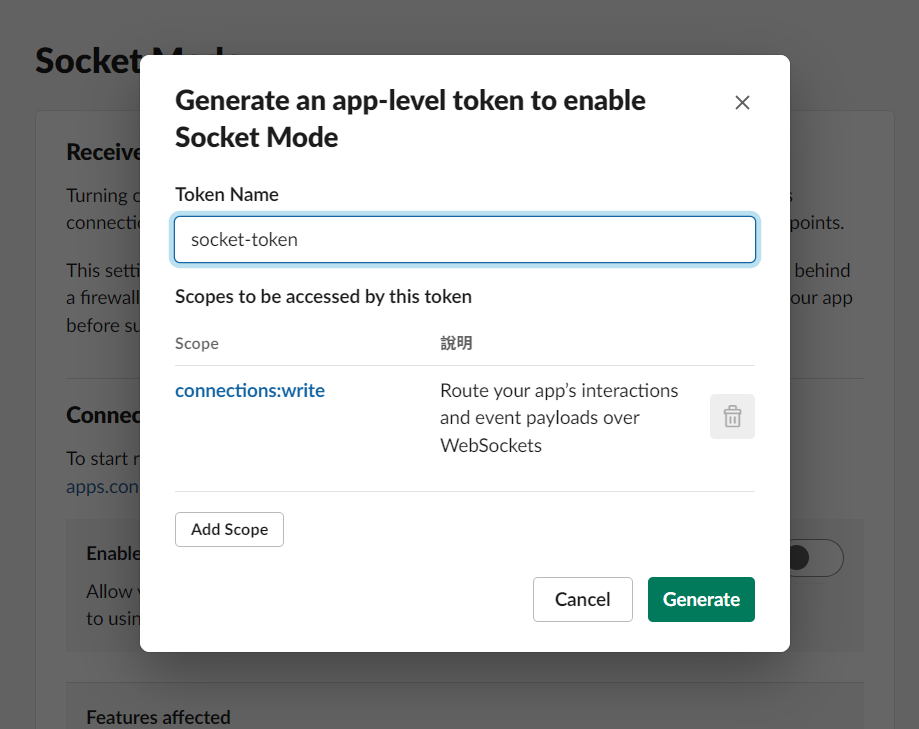 Socket
Generate an app-level token to enable
Socket Mode
Receive
Turning
connecti
points.
Token Name
socket-token
This setti
behind
a firewall
our app
before su
Scopes to be accessed by this token
Scope 說明
connections:write
Route your app's interactions
and event payloads over
WebSockets
Connec
To start
apps.con
Add Scope
Enable
Allow
to usin
Cancel Generate
Features affected